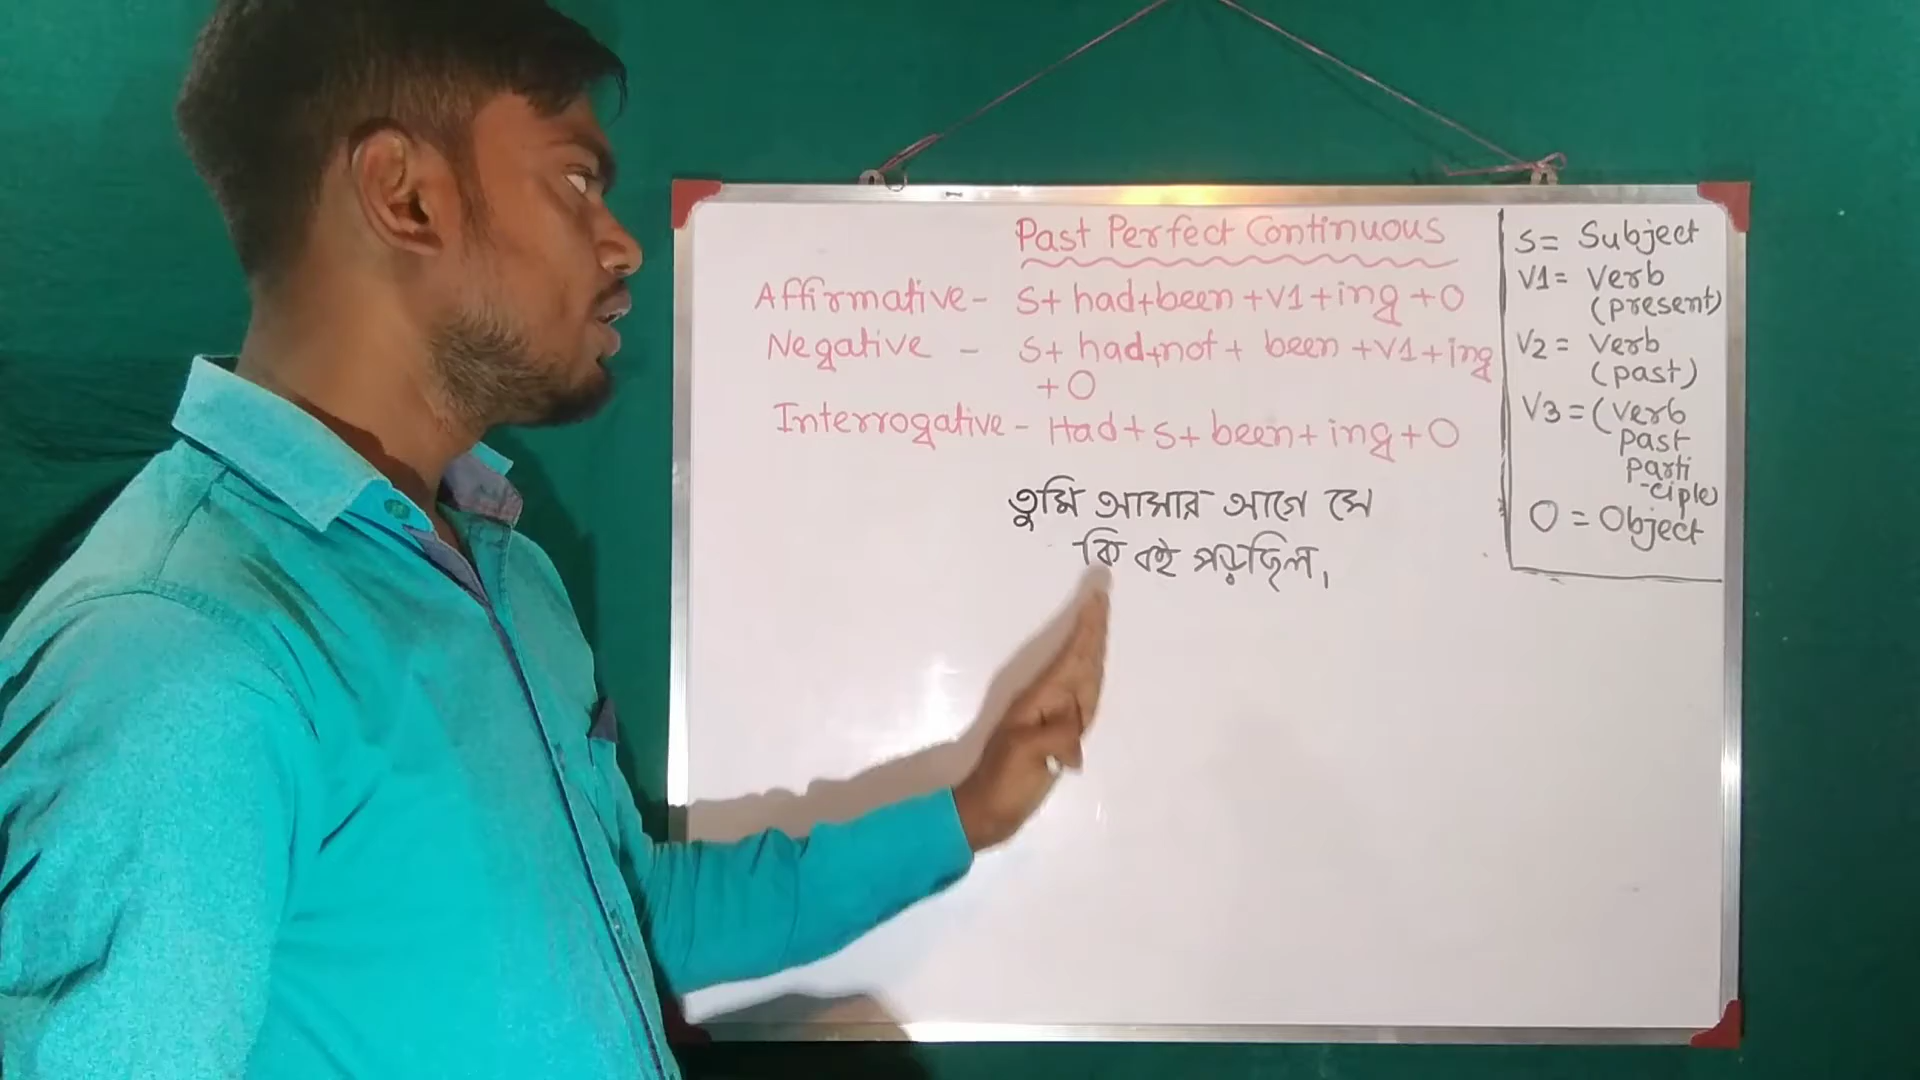 Past Perfect Continuous
Affirmative - S+ had+been +V1+ing +O
Negative - S+ had+not+ been +V1+ing
+O
Interrogative - Had+S+been+ing+O
তুমি আসার আগে সে
কি বই পড়ছিল,
S= Subject
V1= Verb
(present)
V2= Verb
(past)
V3=(Verb
past
parti
-ciple)
O = Object